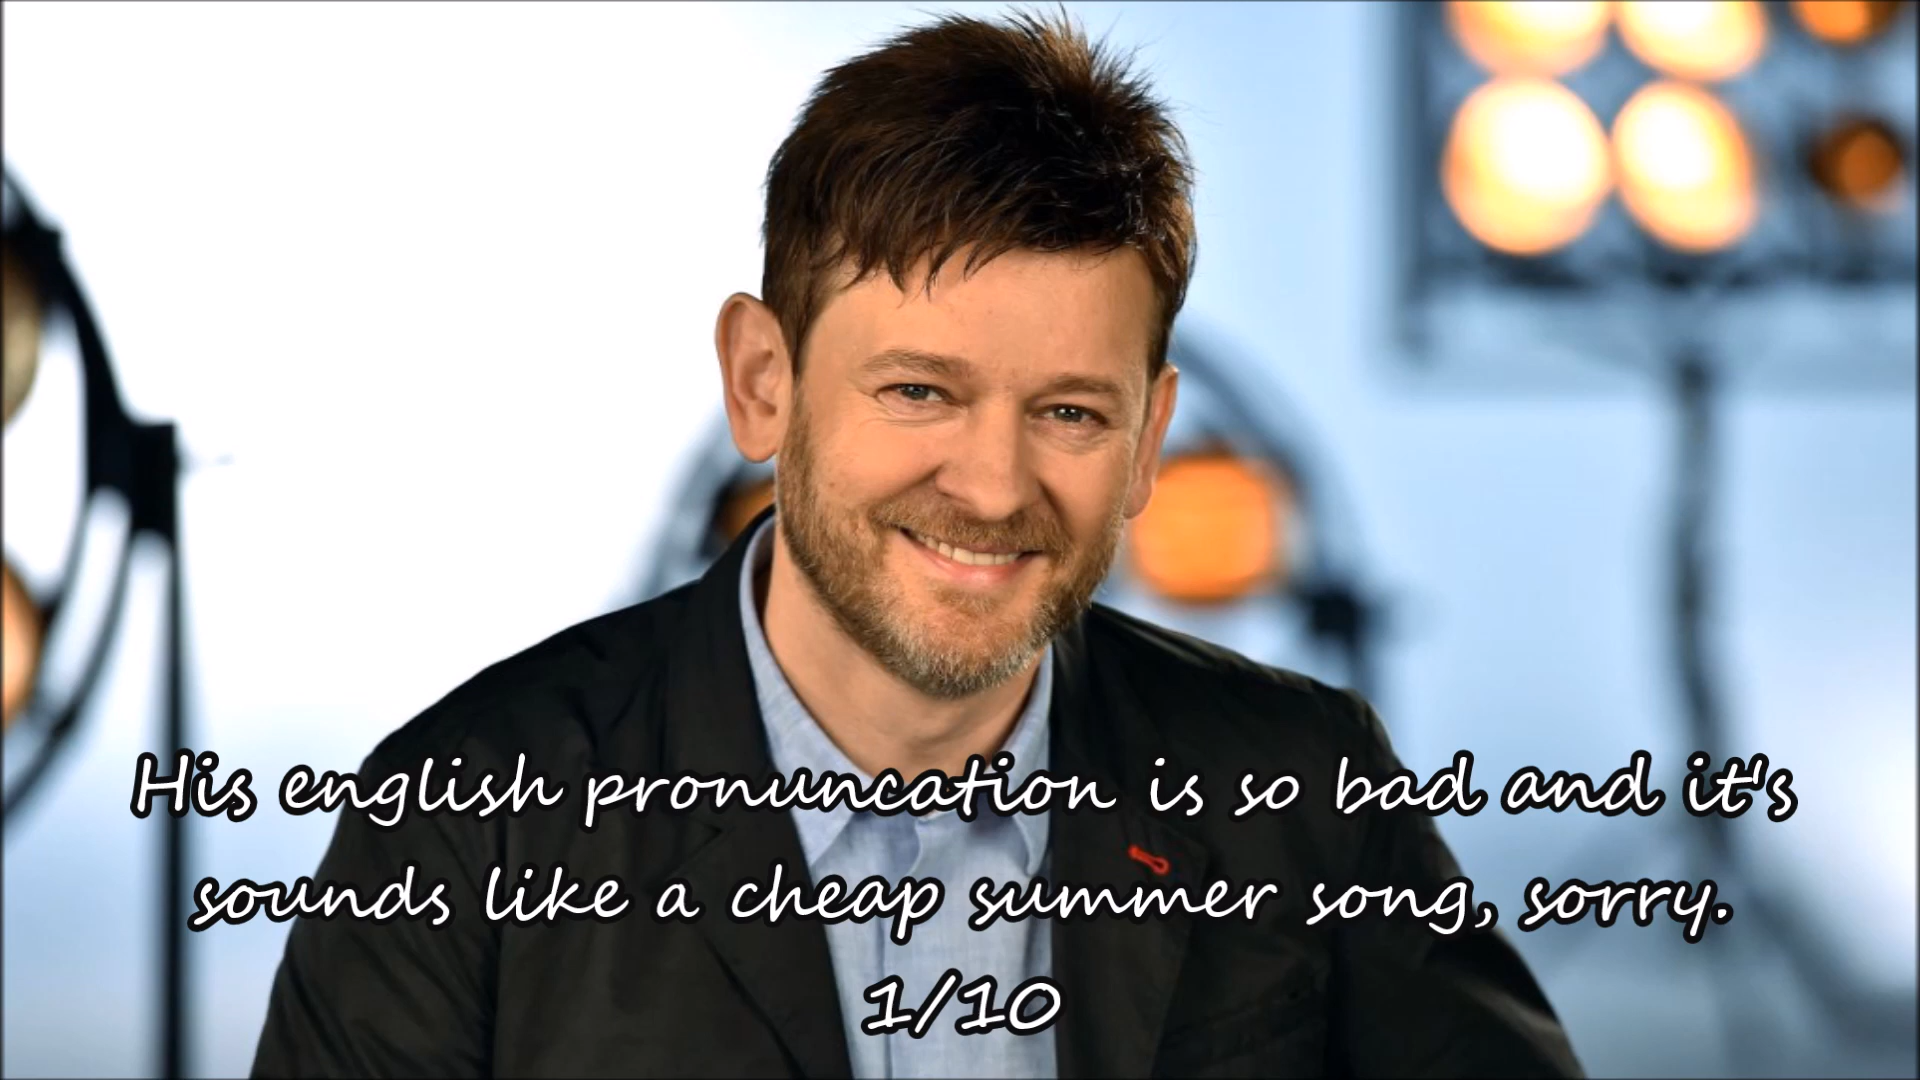 His english pronuncation is so bad and it's
sounds like a cheap summer song, sorry.
1/10